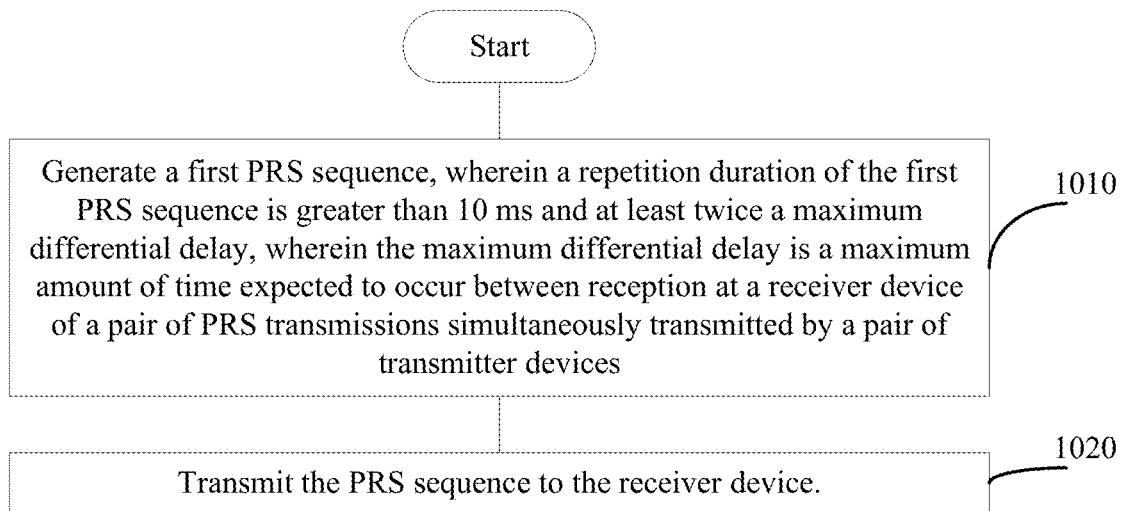 Start
Generate a first PRS sequence, wherein a repetition duration of the first
PRS sequence is greater than 10 ms and at least twice a maximum
differential delay, wherein the maximum differential delay is a maximum
amount of time expected to occur between reception at a receiver device
of a pair of PRS transmissions simultaneously transmitted by a pair of
transmitter devices
1010
1020
Transmit the PRS sequence to the receiver device.